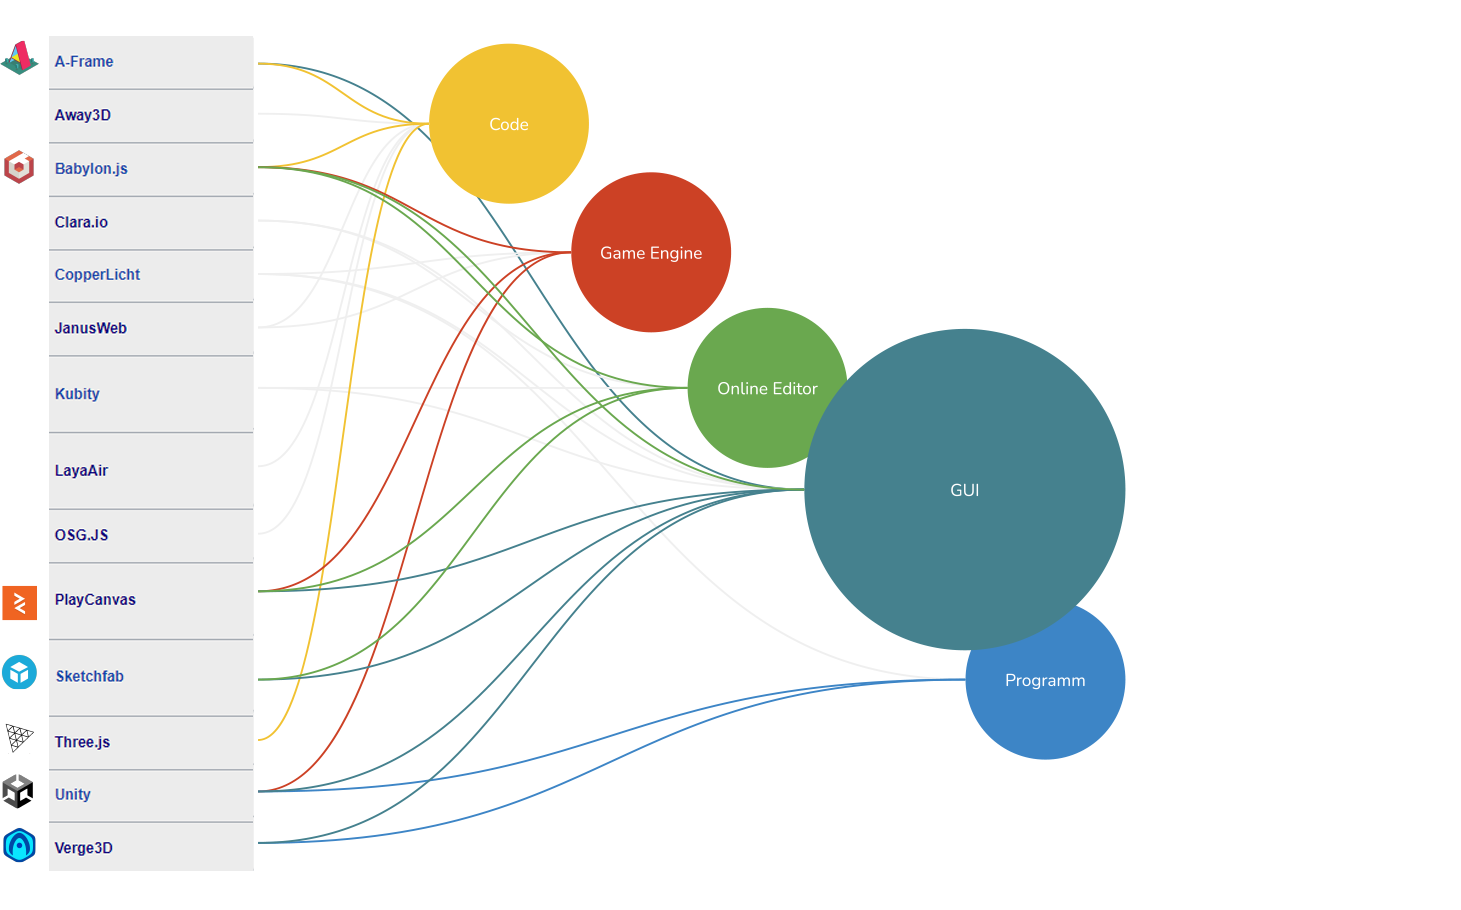 A-Frame
Away3D
Babylon.js
Clara.io
CopperLicht
JanusWeb
Kubity
LayaAir
OSG.JS
PlayCanvas
Sketchfab
Three.js
Unity
Verge3D
Code
Game Engine
Online Editor
GUI
Programm